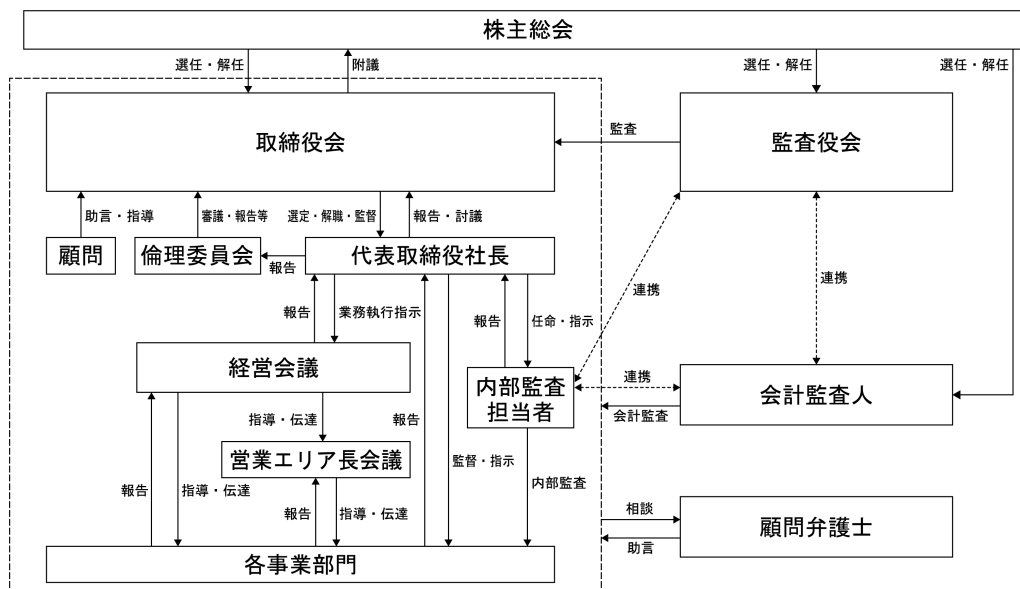 株主総会
選任・解任
附議
選任・解任
選任・解任
取締役会
監査
監査役会
助言・指導
審議・報告等
選定・解職・監督
報告・討議
顧問
倫理委員会
報告
代表取締役社長
連携
連携
報告
業務執行指示
報告
任命・指示
経営会議
内部監査
担当者
連携
会計監査
会計監査人
指導・伝達
報告
営業エリア長会議
監督・指示
内部監査
報告
指導・伝達
報告
指導・伝達
相談
助言
顧問弁護士
各事業部門